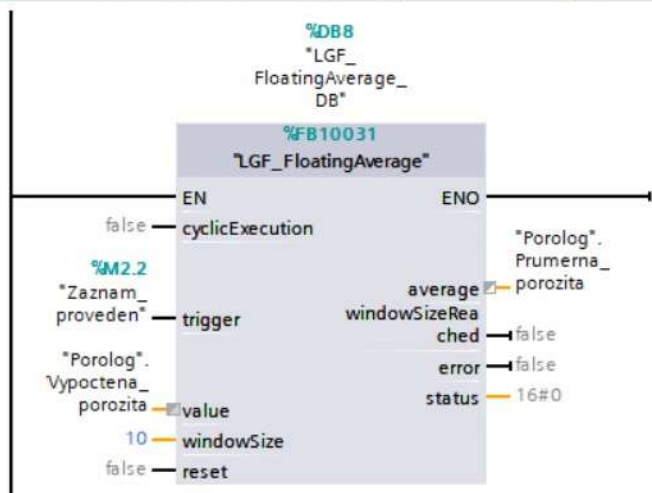 %DB8
"LGF_
FloatingAverage_
DB"
%FB10031
"LGF_FloatingAverage"
EN
ENO
false
cyclicExecution
%M2.2
"Zaznam_
proveden"
trigger
"Porolog".
Vypoctena_
porozita
value
10
windowSize
false
reset
average
"Porolog".
Prumerna_
porozita
windowSizeRea
ched
false
error
false
status
16#0